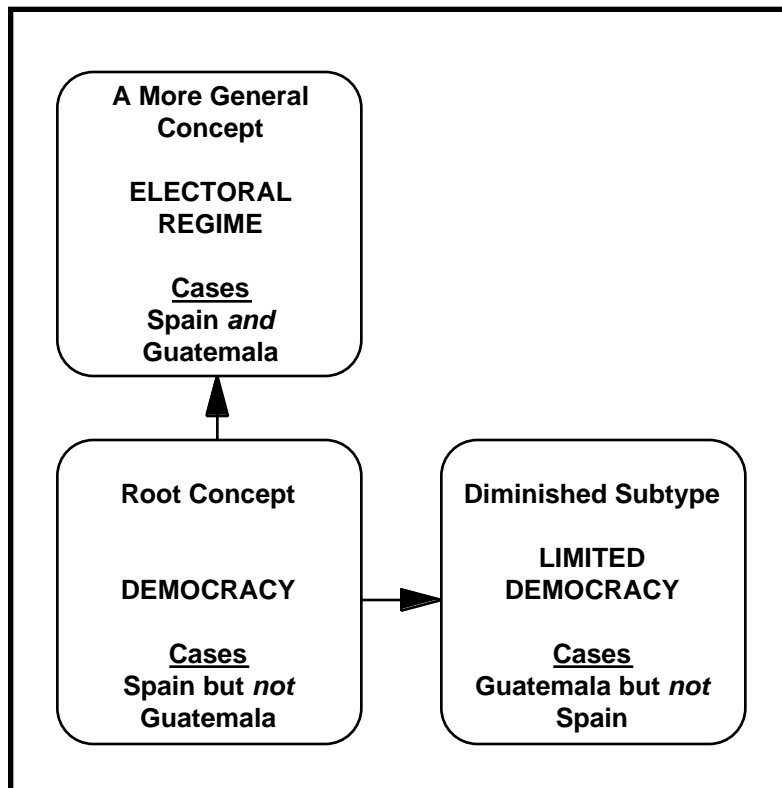 A More General
Concept
ELECTORAL
REGIME
Cases
Spain and
Guatemala
Root Concept
DEMOCRACY
Cases
Spain but not
Guatemala
Diminished Subtype
LIMITED
DEMOCRACY
Cases
Guatemala but not
Spain